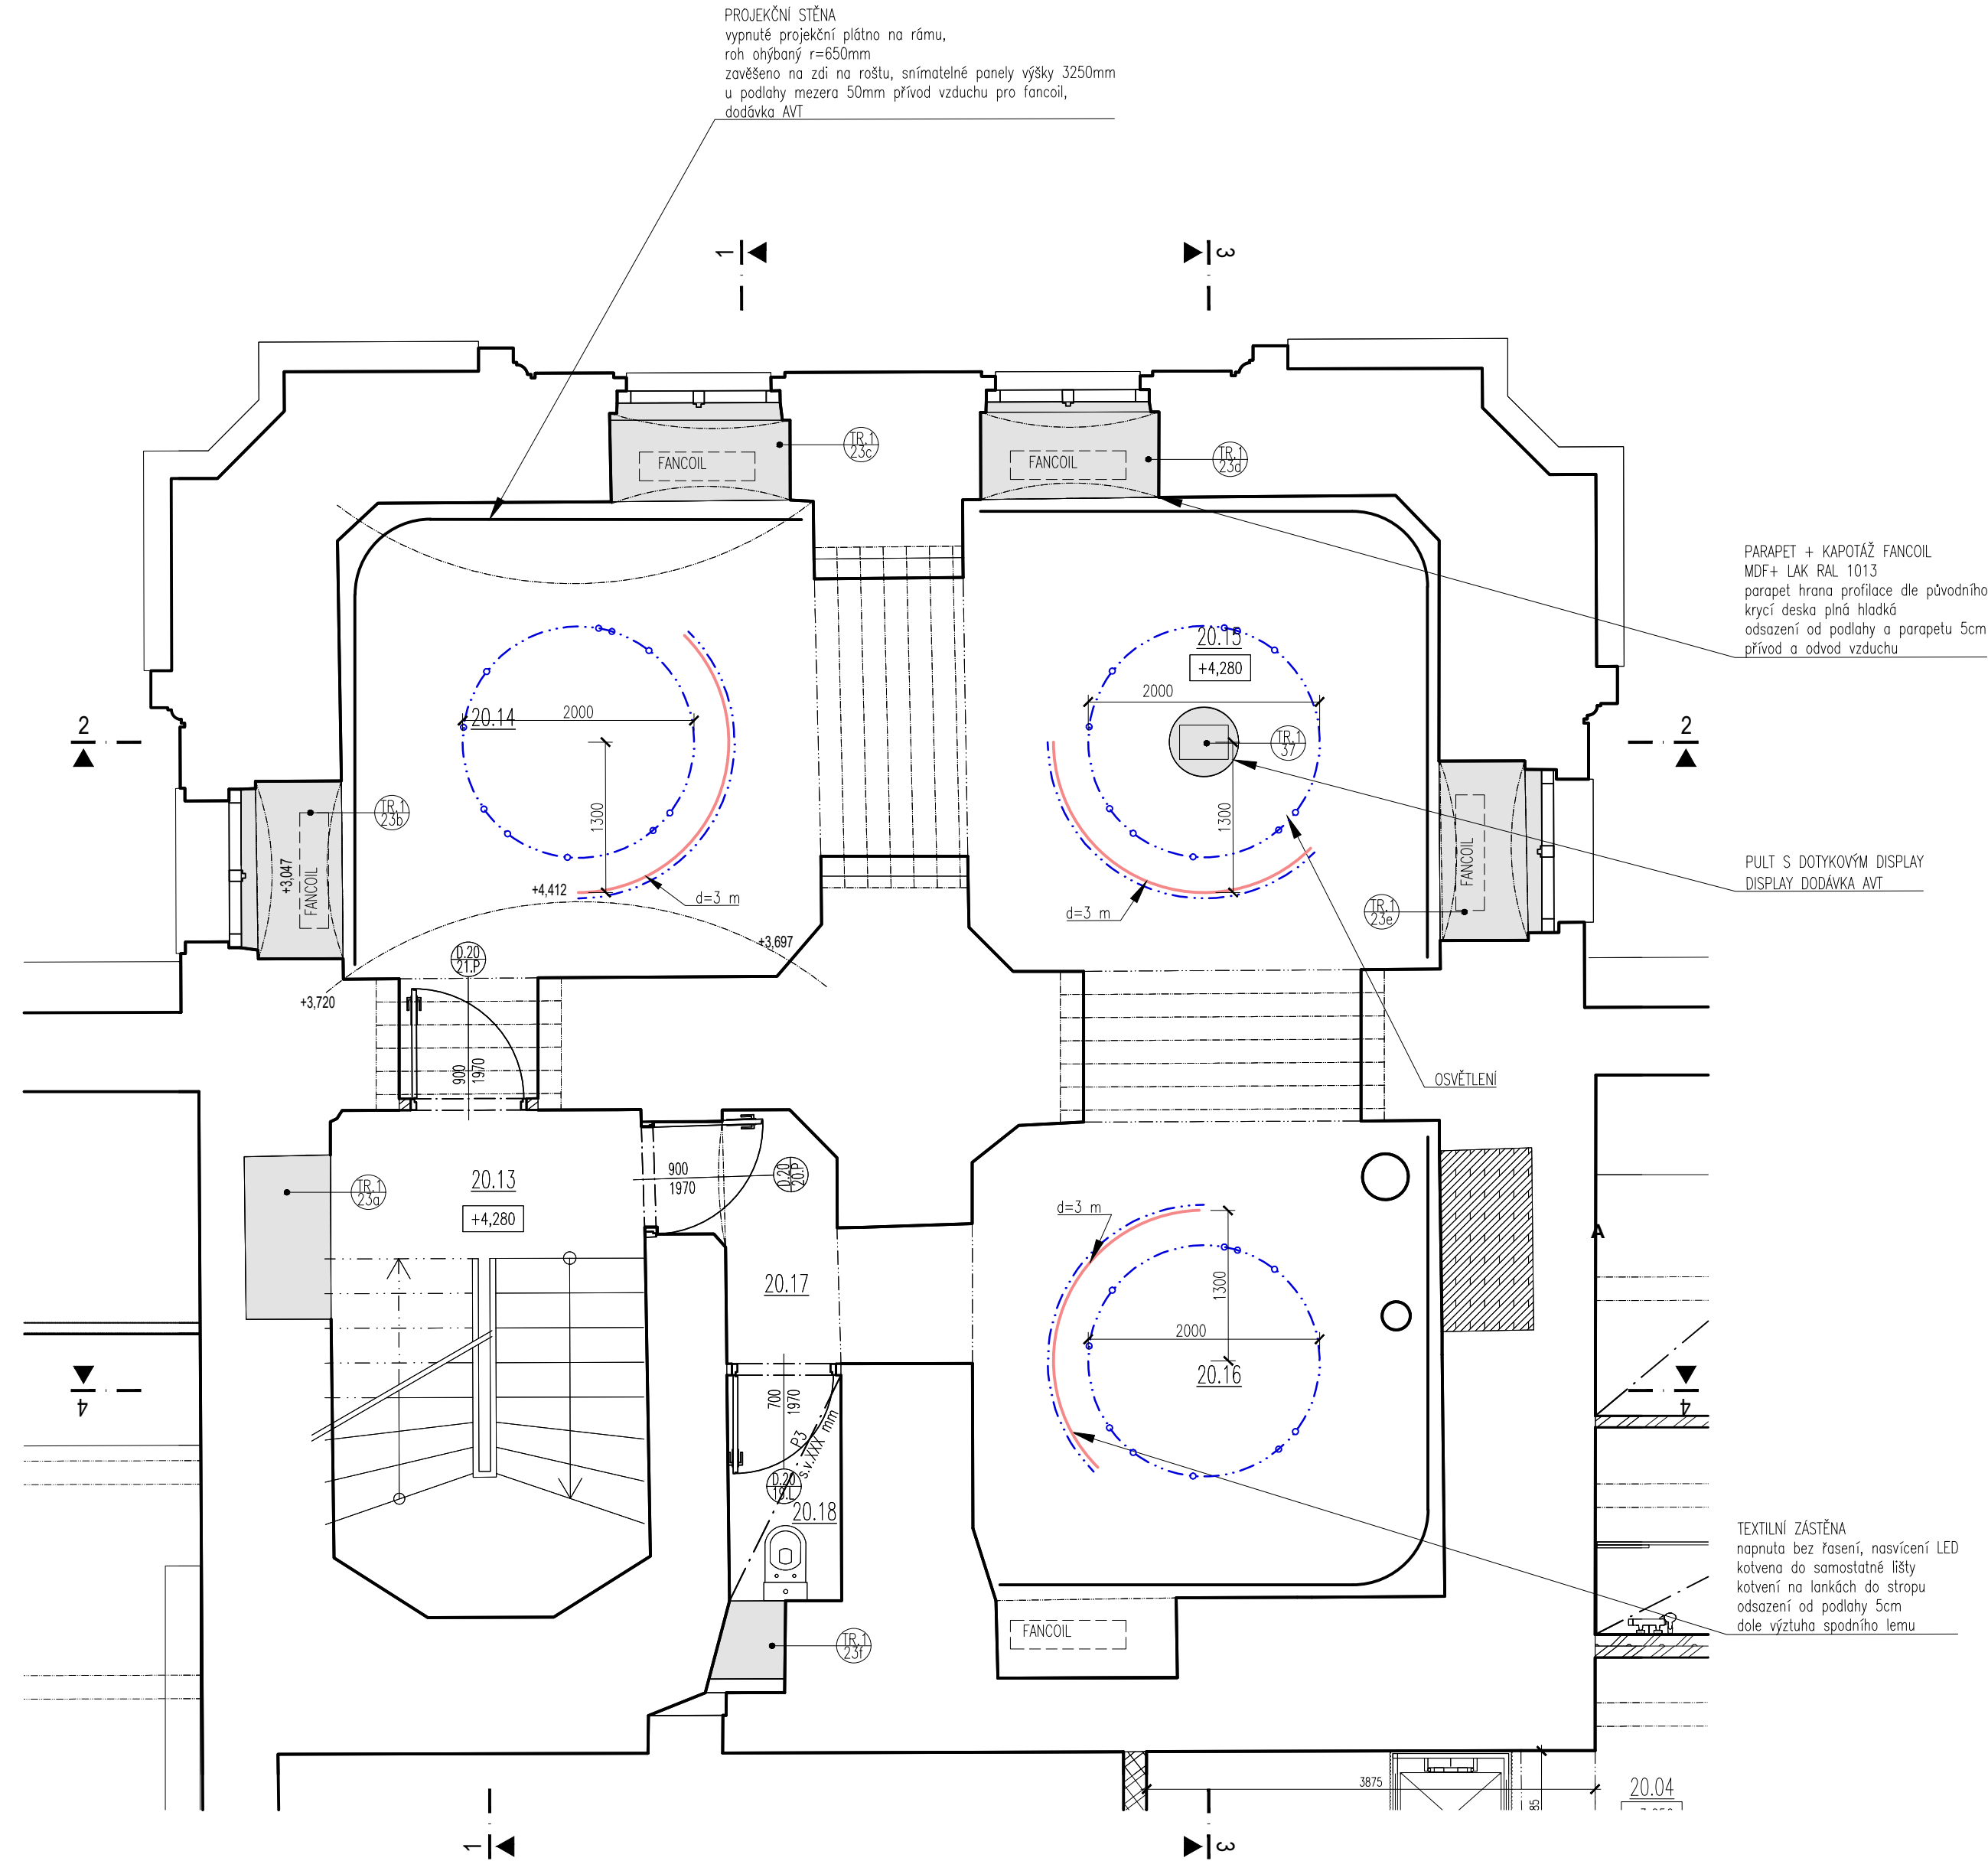 PROJEKČNÍ STĚNA
vypnuté projekční plátno na rámu,
roh ohýbaný r=650mm
zavěšeno na zdi na roštu, snímatelné panely výšky 3250mm
u podlahy mezera 50mm přívod vzduchu pro fancoil,
dodávka AVT
1
3
TR.1
23c
FANCOIL
TR.1
23d
FANCOIL
PARAPET + KAPOTÁŽ FANCOIL
MDF+ LAK RAL 1013
parapet hrana profilace dle původního
krycí deska plná hladká
odsazení od podlahy a parapetu 5cm
přívod a odvod vzduchu
20.15
+4,280
2000
20.14
2000
2
2
TR.1
37
1300
1300
TR.1
23b
+3,047
FANCOIL
FANCOIL
PULT S DOTYKOVÝM DISPLAY
DISPLAY DODÁVKA AVT
+4,412
d=3 m
d=3 m
TR.1
23e
+3,697
D.20
21.P
+3,720
900
1970
OSVĚTLENÍ
20.13
+4,280
TR.1
23a
900
1970
D.20
20.P
d=3 m
1300
A
20.17
2000
20.16
4
4
700
1970
P3
s.v.XXX mm
D.20
19.L
20.18
TEXTILNÍ ZÁSTĚNA
napnuta bez řasení, nasvícení LED
kotvena do samostatné lišty
kotvení na lankách do stropu
odsazení od podlahy 5cm
dole výztuha spodního lemu
FANCOIL
TR.1
23f
3875
85
20.04
1
3